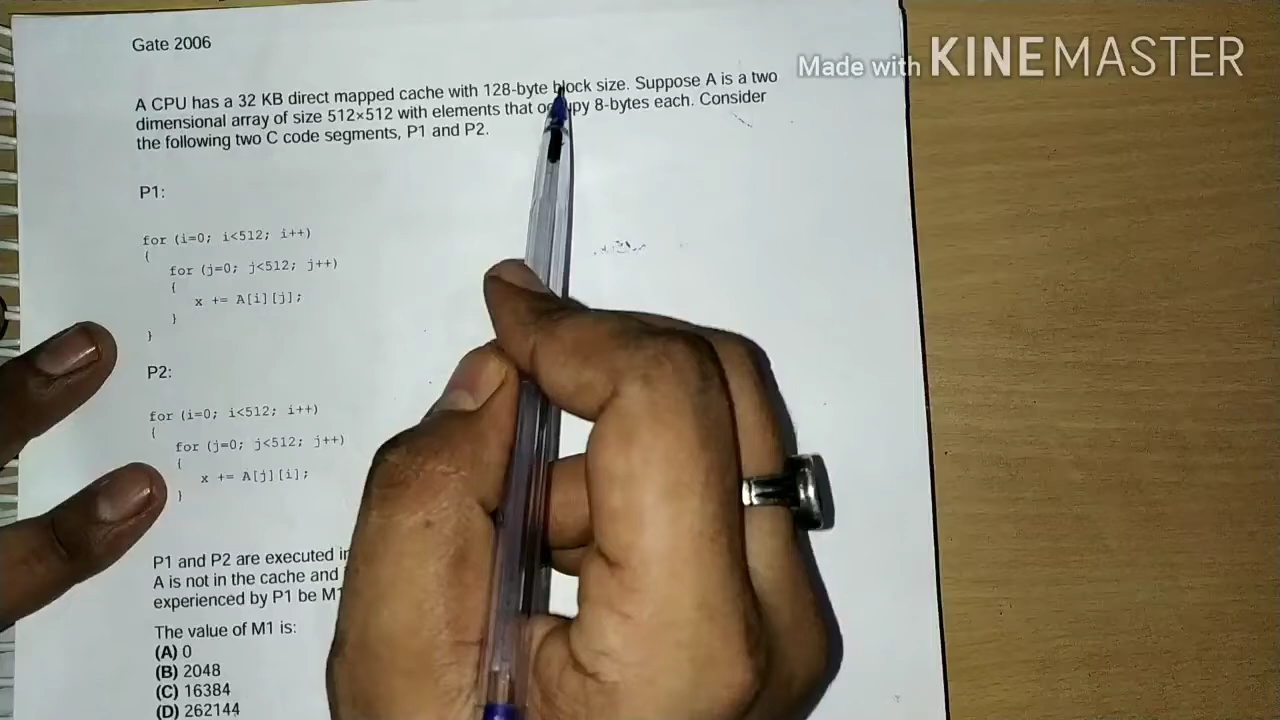 Gate 2006
Made with KINEMASTER
A CPU has a 32 KB direct mapped cache with 128-byte block size. Suppose A is a two
dimensional array of size 512×512 with elements that occupy 8-bytes each. Consider
the following two C code segments, P1 and P2.
P1:
for (i=0; i<512; i++)
{
for (j=0; j<512; j++)
{
x += A[i][j];
}
}
P2:
for (i=0; i<512; i++)
{
for (j=0; j<512; j++)
{
x += A[j][i];
}
P1 and P2 are executed
A is not in the cache and
experienced by P1 be M1
The value of M1 is:
(A) 0
(B) 2048
(C) 16384
(D) 262144